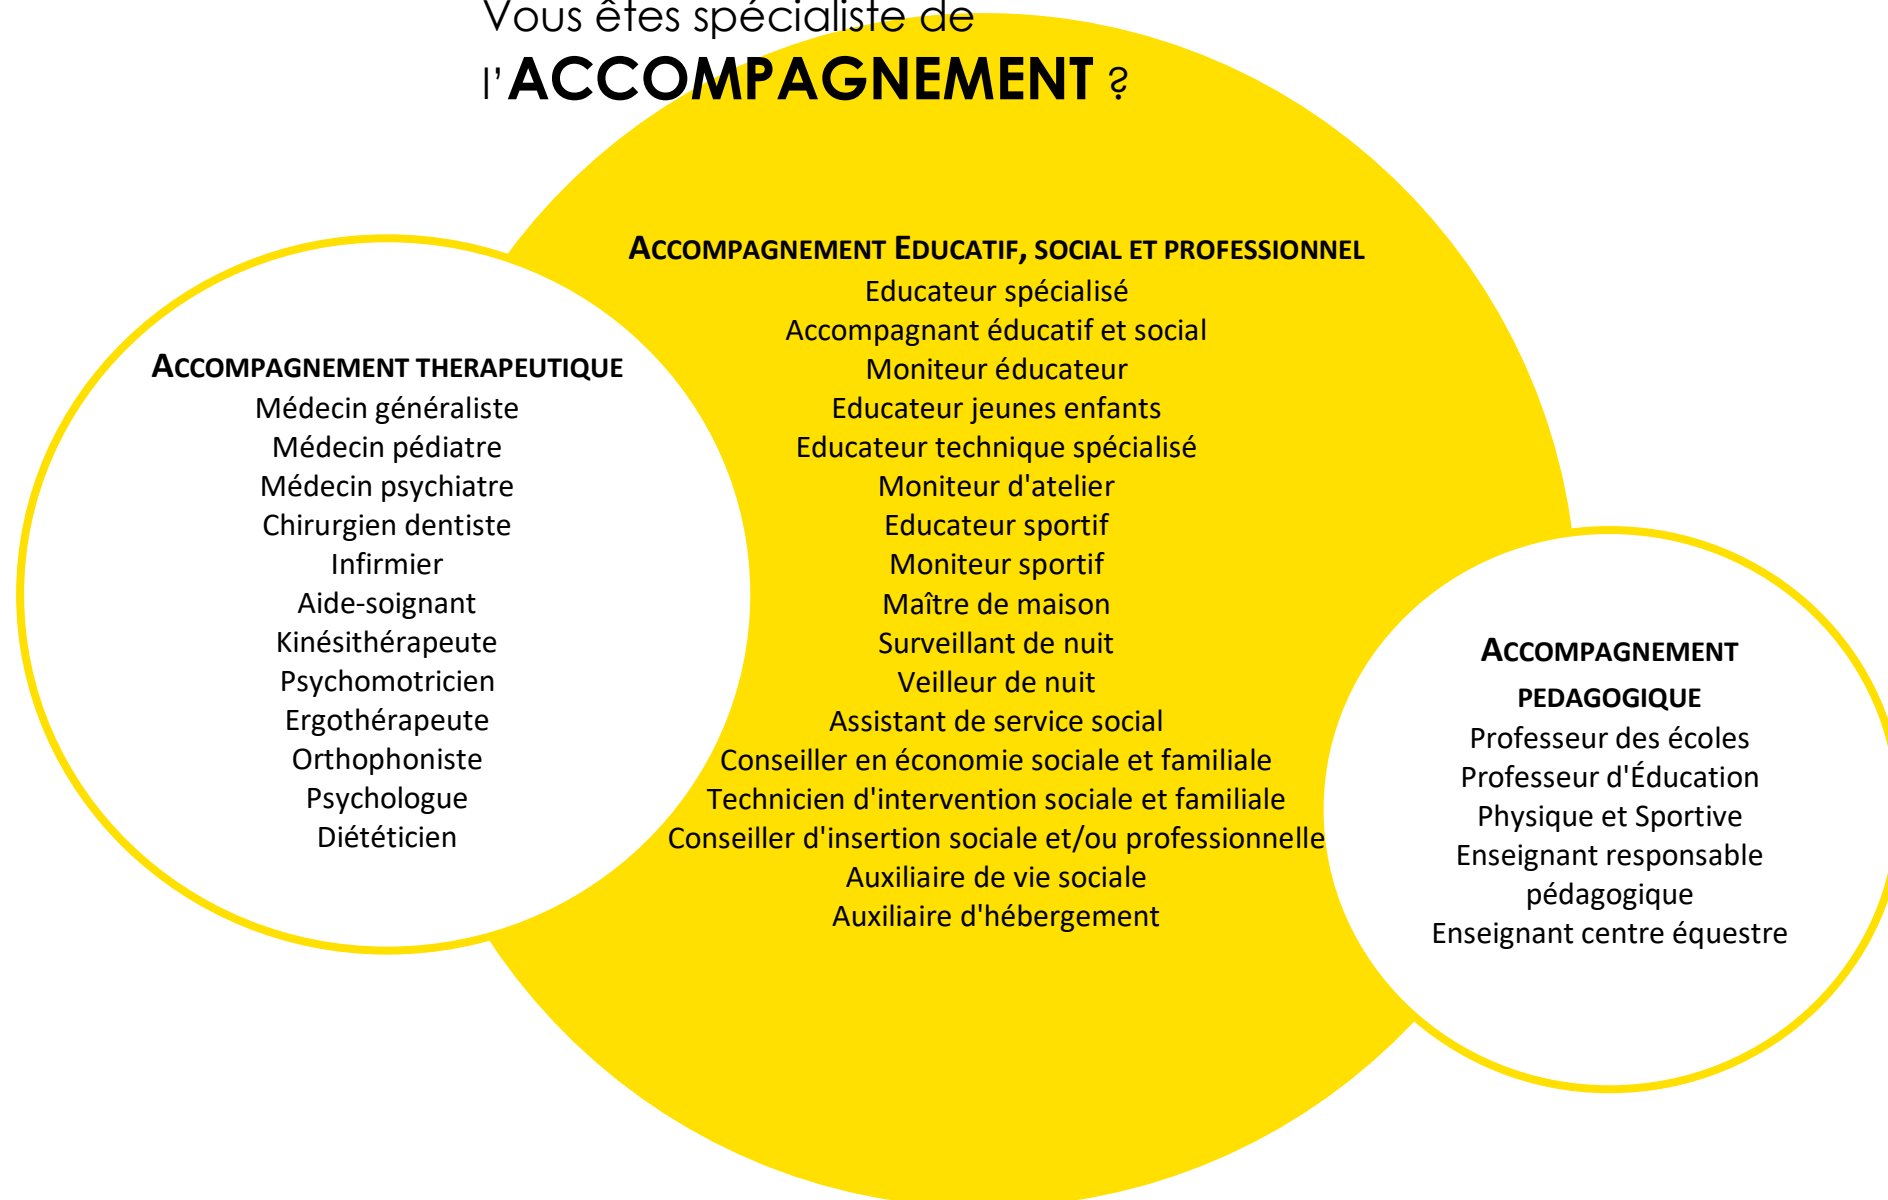 Vous êtes spécialiste de
l'ACCOMPAGNEMENT ?
ACCOMPAGNEMENT THERAPEUTIQUE
Médecin généraliste
Médecin pédiatre
Médecin psychiatre
Chirurgien dentiste
Infirmier
Aide-soignant
Kinésithérapeute
Psychomotricien
Ergothérapeute
Orthophoniste
Psychologue
Diététicien
ACCOMPAGNEMENT EDUCATIF, SOCIAL ET PROFESSIONNEL
Educateur spécialisé
Accompagnant éducatif et social
Moniteur éducateur
Educateur jeunes enfants
Educateur technique spécialisé
Moniteur d'atelier
Educateur sportif
Moniteur sportif
Maître de maison
Surveillant de nuit
Veilleur de nuit
Assistant de service social
Conseiller en économie sociale et familiale
Technicien d'intervention sociale et familiale
Conseiller d'insertion sociale et/ou professionnelle
Auxiliaire de vie sociale
Auxiliaire d'hébergement
ACCOMPAGNEMENT
PEDAGOGIQUE
Professeur des écoles
Professeur d'Éducation
Physique et Sportive
Enseignant responsable
pédagogique
Enseignant centre équestre